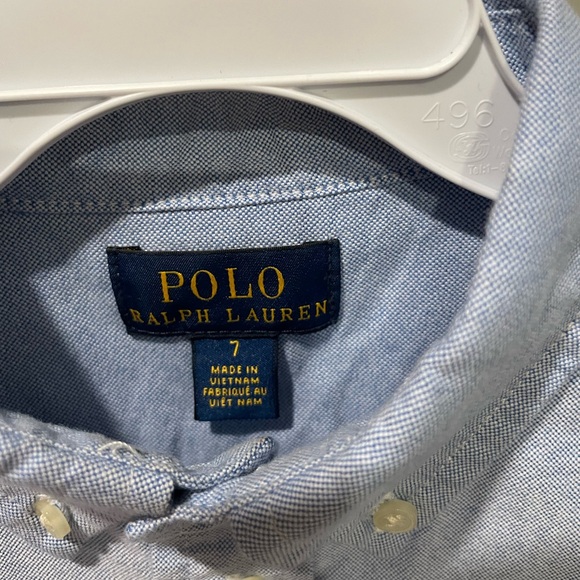 496
POLO
RALPH LAUREN
7
MADE IN
VIETNAM
FABRIQUÉ AU
VIÊT NAM